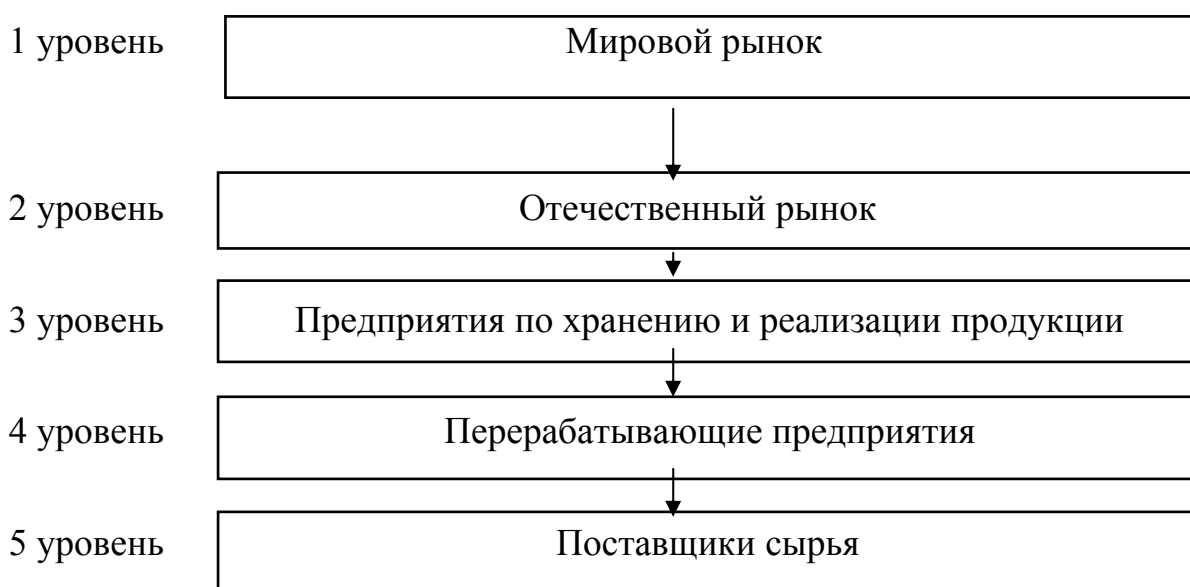 1 уровень Мировой рынок
2 уровень Отечественный рынок
3 уровень Предприятия по хранению и реализации продукции
4 уровень Перерабатывающие предприятия
5 уровень Поставщики сырья